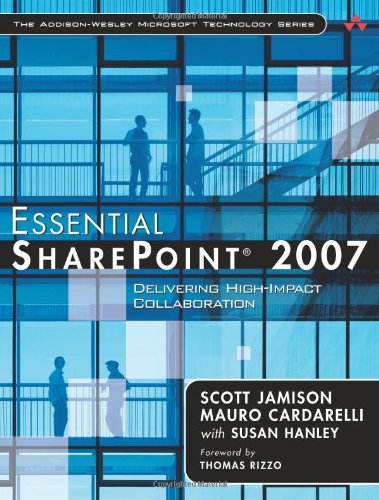 THE ADDISON-WESLEY MICROSOFT TECHNOLOGY SERIES
ESSENTIAL
SHAREPOINT® 2007
DELIVERING HIGH-IMPACT
COLLABORATION
SCOTT JAMISON
MAURO CARDARELLI
with SUSAN HANLEY
Foreword by
THOMAS RIZZO